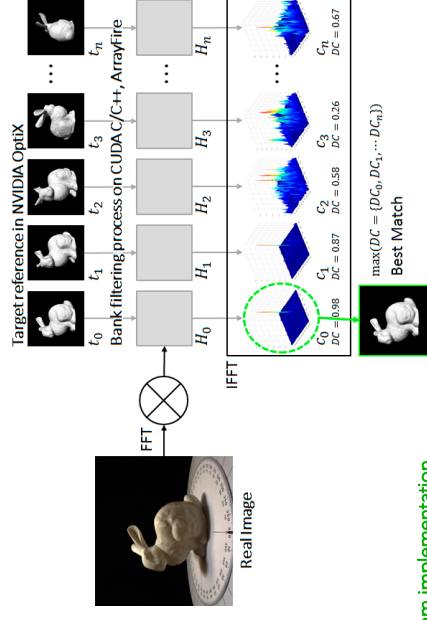 Target reference in NVIDIA OptiX
t₀ t₁ t₂ t₃ tₙ
Bank filtering process on CUDAC/C++, ArrayFire
FFT
H₀ H₁ H₂ H₃ ... Hₙ
IFFT
c₀ c₁ c₂ c₃ cₙ
DC = 0.98 DC = 0.87 DC = 0.58 DC = 0.26 DC = 0.67
Real Image
max(DC = {DC₀, DC₁, ⋯ DCₙ})
Best Match
implementation